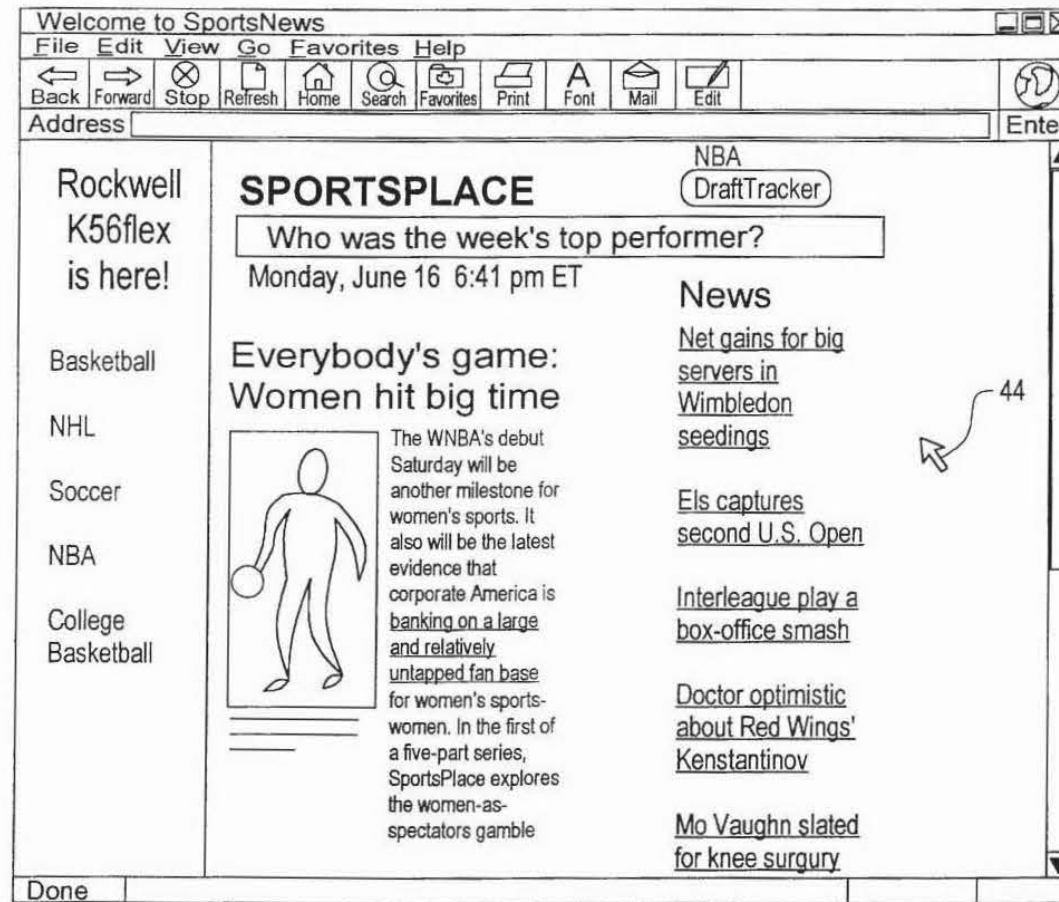 Welcome to SportsNews
File Edit View Go Favorites Help
Back Forward Stop Refresh Home Search Favorites Print Font Mail Edit
Address
Rockwell
K56flex
is here!
Basketball
NHL
Soccer
NBA
College
Basketball
SPORTSPLACE
NBA
DraftTracker
Who was the week's top performer?
Monday, June 16 6:41 pm ET
Everybody's game:
Women hit big time
The WNBA's debut
Saturday will be
another milestone for
women's sports. It
also will be the latest
evidence that
corporate America is
banking on a large
and relatively
untapped fan base
for women's sports-
women. In the first of
a five-part series,
SportsPlace explores
the women-as-
spectators gamble
News
Net gains for big
servers in
Wimbledon
seedings
Els captures
second U.S. Open
Interleague play a
box-office smash
Doctor optimistic
about Red Wings'
Kenstantinov
Mo Vaughn slated
for knee surgury
44
Done